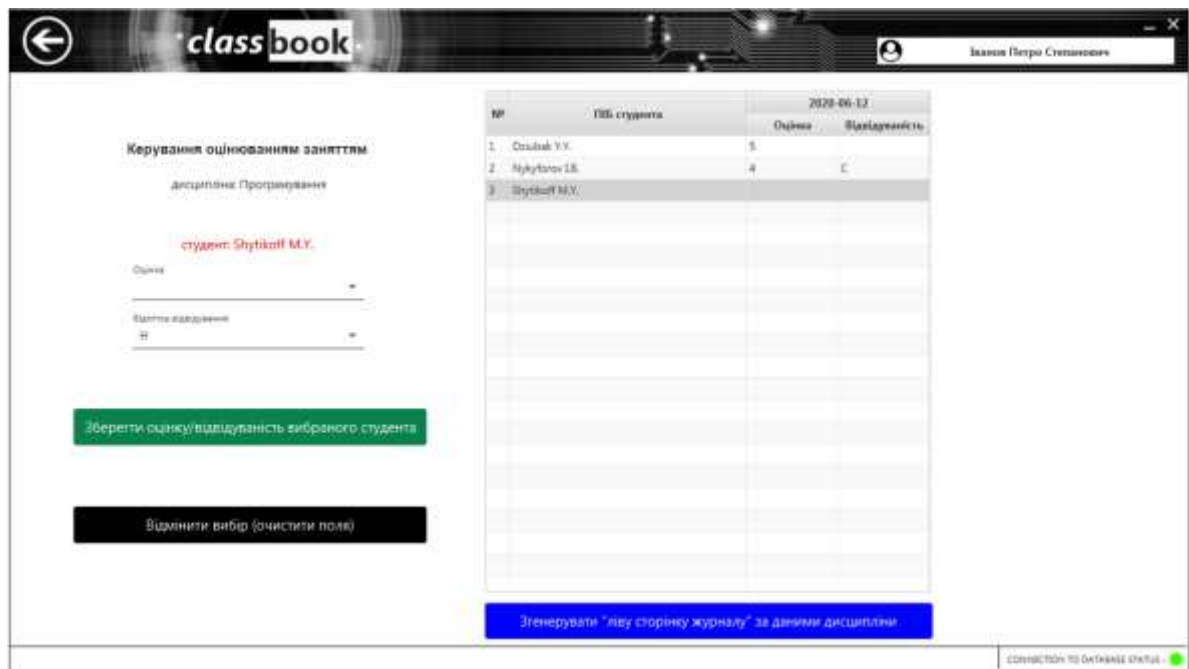 classbook
Іванов Петро Степанович
Керування оцінюванням заняттям
дисципліна: Програмування
студент: Shytikoff M.Y.
Оцінка
Відмітка відвідування
Н
Зберегти оцінку/відвідуваність вибраного студента
Відмінити вибір (очистити поля)
№ ПІБ студента 2020-06-12
Оцінка Відвідуваність
1 Dziubak Y.Y. 5
2 Nykyforov I.B. 4 С
3 Shytikoff M.Y.
Згенерувати "ліву сторінку журналу" за даними дисципліни
CONNECTION TO DATABASE STATUS -